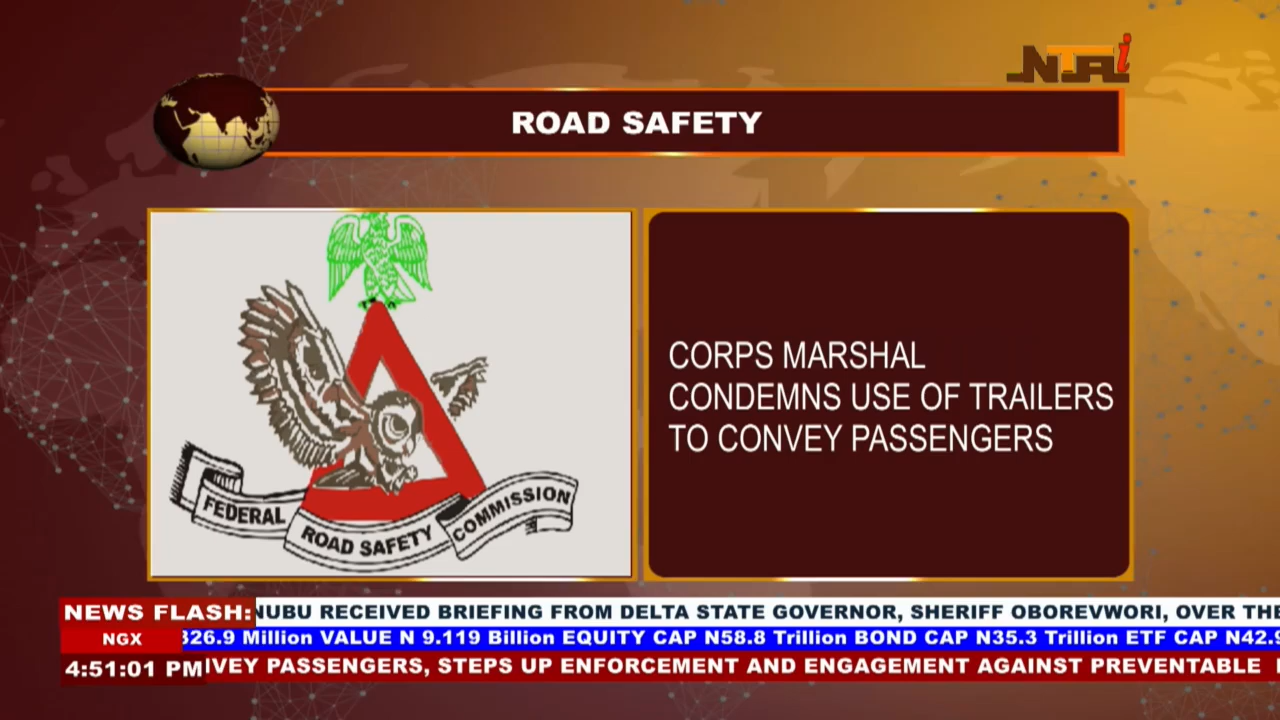 NTAi
ROAD SAFETY
FEDERAL ROAD SAFETY COMMISSION
CORPS MARSHAL
CONDEMNS USE OF TRAILERS
TO CONVEY PASSENGERS
NEWS FLASH: NUBU RECEIVED BRIEFING FROM DELTA STATE GOVERNOR, SHERIFF OBOREVWORI, OVER THE
NGX 326.9 Million VALUE N 9.119 Billion EQUITY CAP N58.8 Trillion BOND CAP N35.3 Trillion ETF CAP N42.9
4:51:01 PM VEY PASSENGERS, STEPS UP ENFORCEMENT AND ENGAGEMENT AGAINST PREVENTABLE